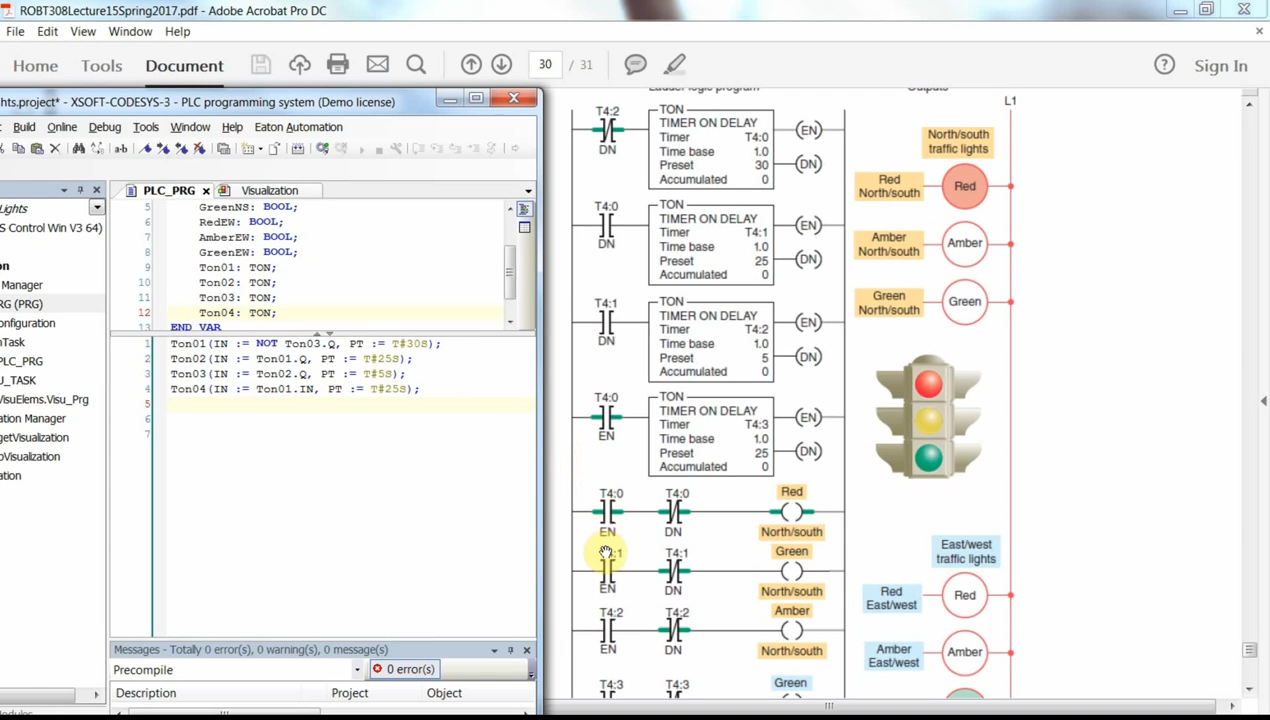 ROBT308Lecture15Spring2017.pdf - Adobe Acrobat Pro DC
File Edit View Window Help
Home Tools Document 30 / 31 Sign In
hts.project* - XSOFT-CODESYS-3 - PLC programming system (Demo license)
Build Online Debug Tools Window Help Eaton Automation
PLC_PRG Visualization
Lights
S Control Win V3 64)
on
Manager
RG (PRG)
onfiguration
nTask
PLC_PRG
U_TASK
VisuElems.Visu_Prg
ation Manager
getVisualization
bVisualization
ation
5 GreenNS: BOOL;
6 RedEW: BOOL;
7 AmberEW: BOOL;
8 GreenEW: BOOL;
9 Ton01: TON;
10 Ton02: TON;
11 Ton03: TON;
12 Ton04: TON;
13 END_VAR
1 Ton01(IN := NOT Ton03.Q, PT := T#30S);
2 Ton02(IN := Ton01.Q, PT := T#25S);
3 Ton03(IN := Ton02.Q, PT := T#5S);
4 Ton04(IN := Ton01.IN, PT := T#25S);
5
6
7
Messages - Totally 0 error(s), 0 warning(s), 0 message(s)
Precompile 0 error(s)
Description Project Object
Ladder logic program
Outputs
L1
T4:2
DN
TON
TIMER ON DELAY
Timer T4:0
Time base 1.0
Preset 30
Accumulated 0
EN
DN
T4:0
DN
TON
TIMER ON DELAY
Timer T4:1
Time base 1.0
Preset 25
Accumulated 0
EN
DN
T4:1
DN
TON
TIMER ON DELAY
Timer T4:2
Time base 1.0
Preset 5
Accumulated 0
EN
DN
T4:0
EN
TON
TIMER ON DELAY
Timer T4:3
Time base 1.0
Preset 25
Accumulated 0
EN
DN
T4:0 T4:0 Red
EN DN North/south
:1 T4:1 Green
EN DN North/south
T4:2 T4:2 Amber
EN DN North/south
T4:3 T4:3 Green
North/south
traffic lights
Red
North/south
Red
Amber
North/south
Amber
Green
North/south
Green
East/west
traffic lights
Red
East/west
Red
Amber
East/west
Amber